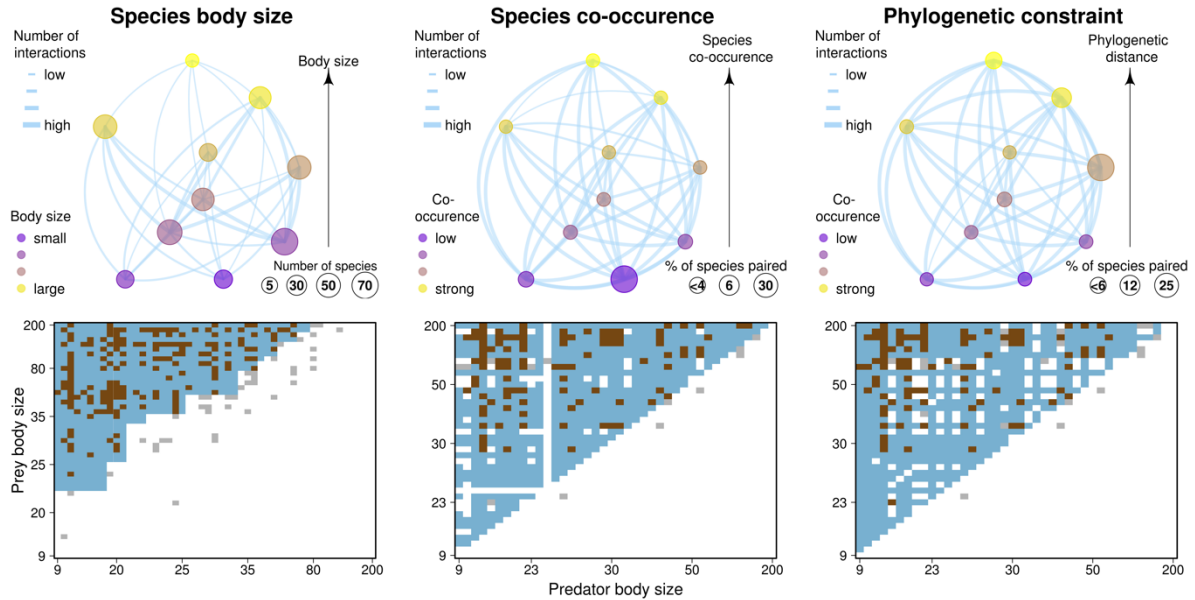 Species body size
Number of
interactions
low
high
Body size
Body size
small
large
Number of species
5 30 50 70
Species co-occurence
Number of
interactions
low
high
Species
co-occurence
Co-
occurence
low
strong
% of species paired
<4 6 30
Phylogenetic constraint
Number of
interactions
low
high
Phylogenetic
distance
Co-
occurence
low
strong
% of species paired
<6 12 25
Prey body size
200
80
35
25
20
9
9 20 25 35 80 200
200
50
30
23
9
9 23 30 50 200
200
50
30
23
9
9 23 30 50 200
Predator body size